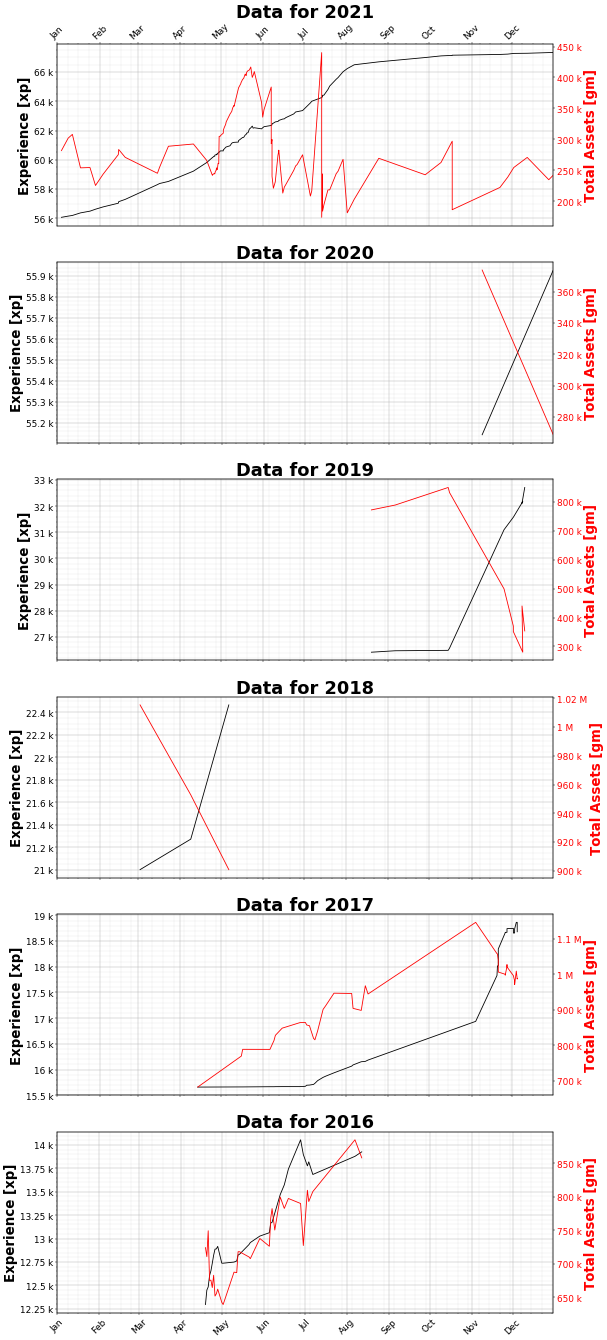 Data for 2021
Jan Feb Mar Apr May Jun Jul Aug Sep Oct Nov Dec
Experience [xp]
66 k
64 k
62 k
60 k
58 k
56 k
450 k
400 k
350 k
300 k
250 k
200 k
Total Assets [gm]
Data for 2020
Experience [xp]
55.9 k
55.8 k
55.7 k
55.6 k
55.5 k
55.4 k
55.3 k
55.2 k
360 k
340 k
320 k
300 k
280 k
Total Assets [gm]
Data for 2019
Experience [xp]
33 k
32 k
31 k
30 k
29 k
28 k
27 k
800 k
700 k
600 k
500 k
400 k
300 k
Total Assets [gm]
Data for 2018
Experience [xp]
22.4 k
22.2 k
22 k
21.8 k
21.6 k
21.4 k
21.2 k
21 k
1.02 M
1 M
980 k
960 k
940 k
920 k
900 k
Total Assets [gm]
Data for 2017
Experience [xp]
19 k
18.5 k
18 k
17.5 k
17 k
16.5 k
16 k
15.5 k
1.1 M
1 M
900 k
800 k
700 k
Total Assets [gm]
Data for 2016
Experience [xp]
14 k
13.75 k
13.5 k
13.25 k
13 k
12.75 k
12.5 k
12.25 k
850 k
800 k
750 k
700 k
650 k
Total Assets [gm]
Jan Feb Mar Apr May Jun Jul Aug Sep Oct Nov Dec